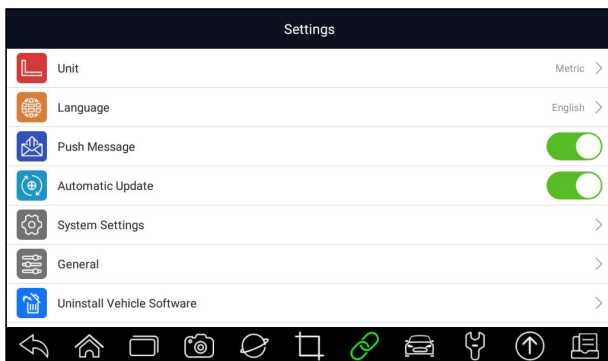 Settings
Unit
Metric
Language
English
Push Message
Automatic Update
System Settings
General
Uninstall Vehicle Software